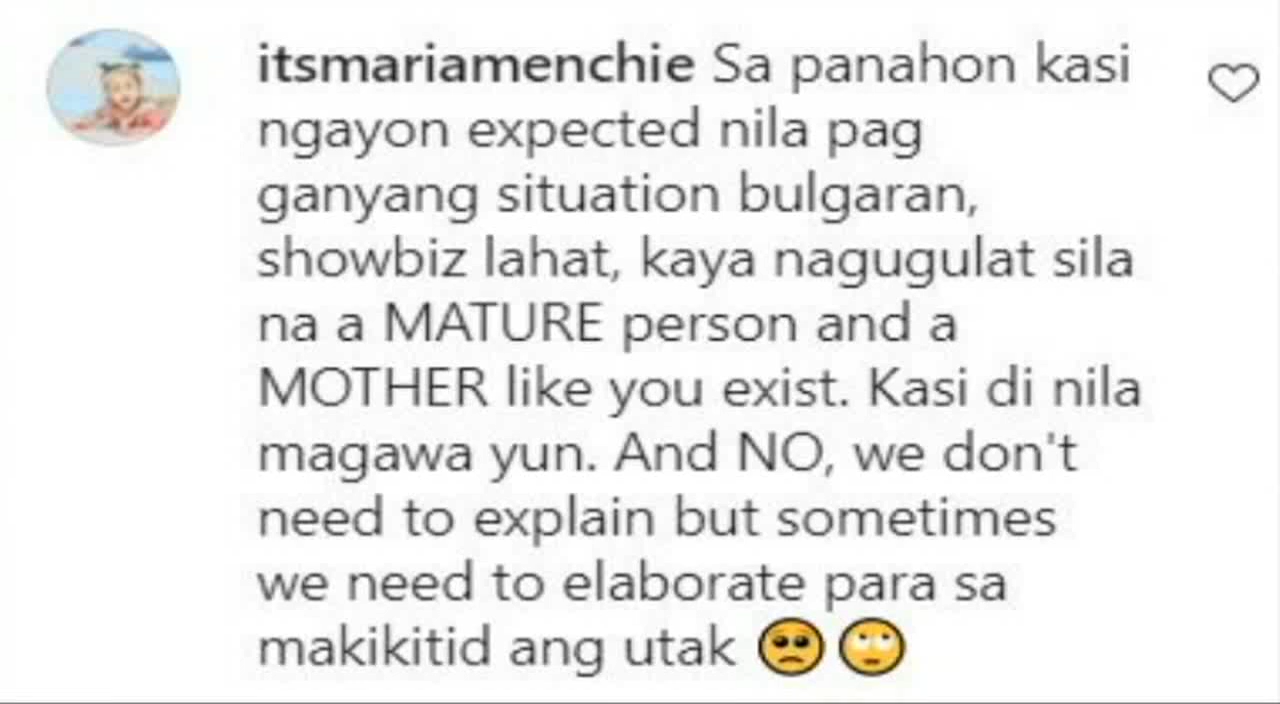 itsmariamenchie Sa panahon kasi
ngayon expected nila pag
ganyang situation bulgaran,
showbiz lahat, kaya nagugulat sila
na a MATURE person and a
MOTHER like you exist. Kasi di nila
magawa yun. And NO, we don't
need to explain but sometimes
we need to elaborate para sa
makikitid ang utak 🥺🙄